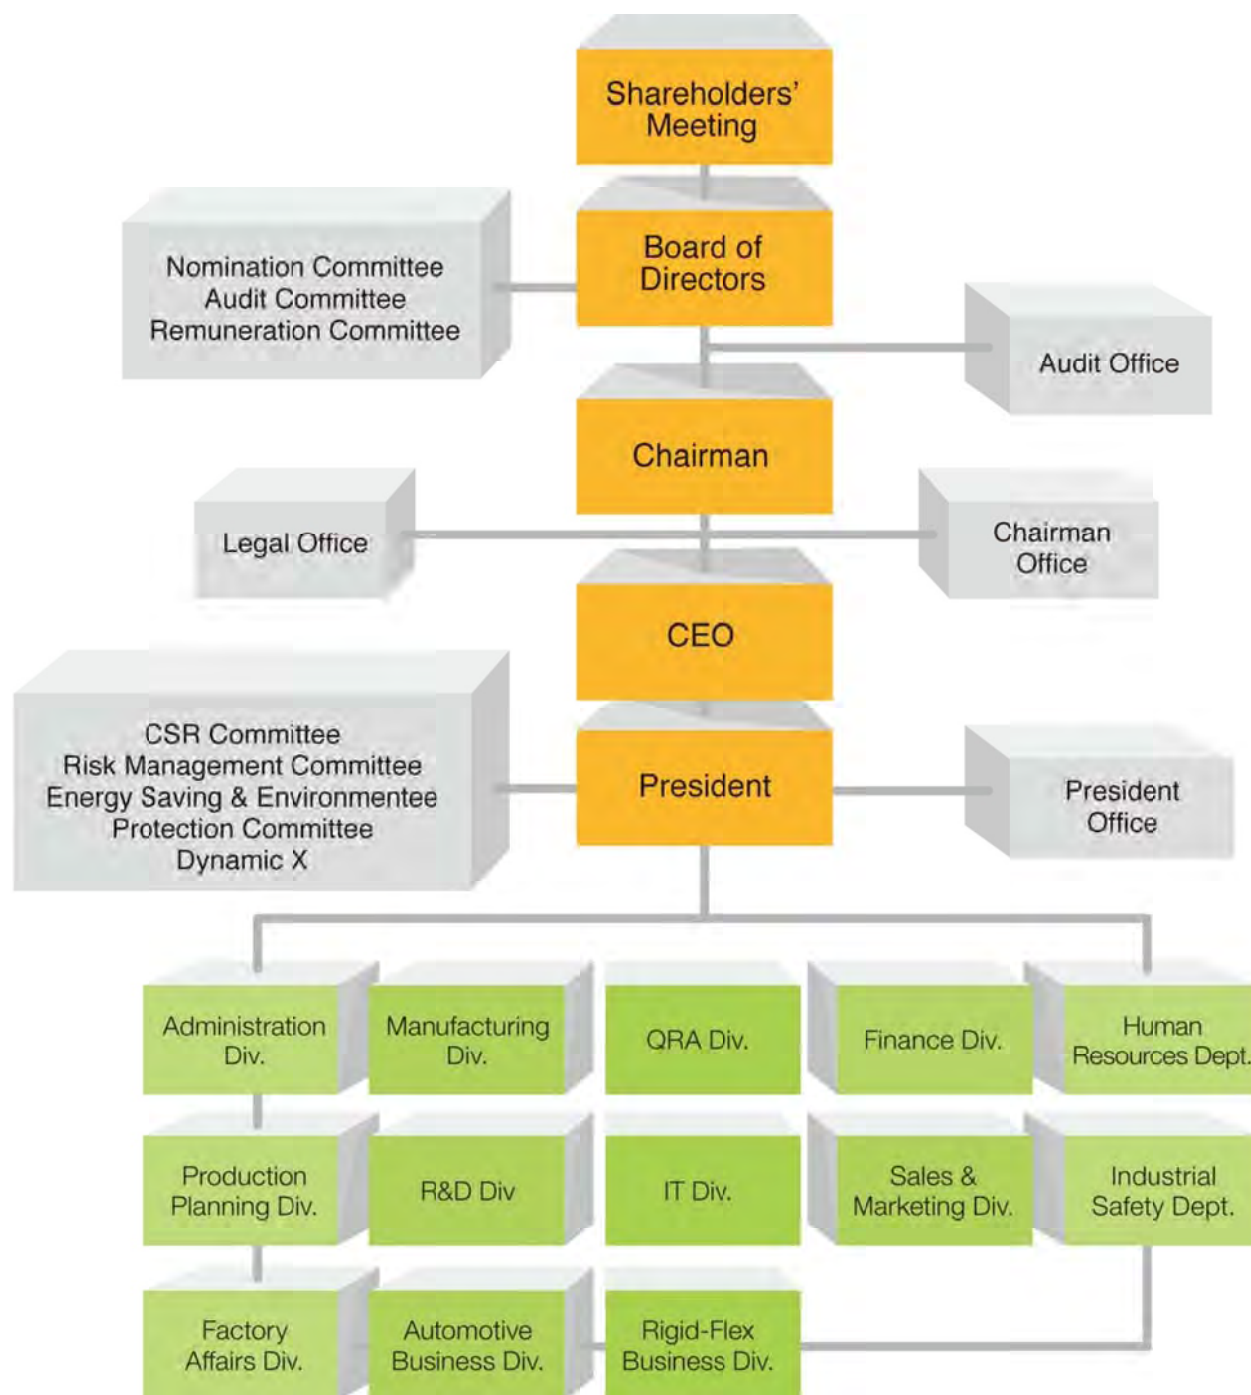 Shareholders'
Meeting
Board of
Directors
Nomination Committee
Audit Committee
Remuneration Committee
Audit Office
Chairman
Legal Office
Chairman
Office
CEO
CSR Committee
Risk Management Committee
Energy Saving & Environmentee
Protection Committee
Dynamic X
President
President
Office
Administration
Div.
Manufacturing
Div.
QRA Div.
Finance Div.
Human
Resources Dept.
Production
Planning Div.
R&D Div
IT Div.
Sales &
Marketing Div.
Industrial
Safety Dept.
Factory
Affairs Div.
Automotive
Business Div.
Rigid-Flex
Business Div.